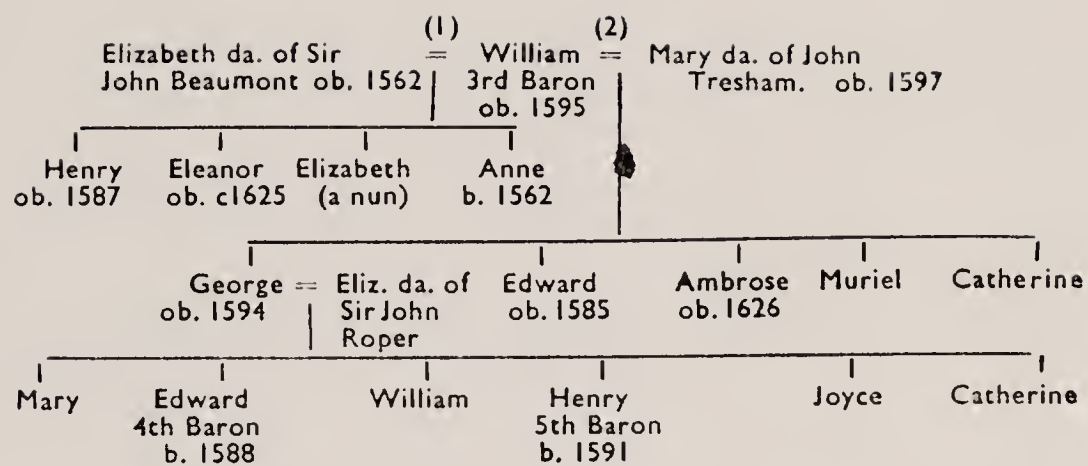 (1) (2)
Elizabeth da. of Sir = William = Mary da. of John
John Beaumont ob. 1562 3rd Baron Tresham. ob. 1597
ob. 1595
Henry Eleanor Elizabeth Anne
ob. 1587 ob. c1625 (a nun) b. 1562
George = Eliz. da. of Edward Ambrose Muriel Catherine
ob. 1594 Sir John ob. 1585 ob. 1626
Roper
Mary Edward William Henry Joyce Catherine
4th Baron 5th Baron
b. 1588 b. 1591